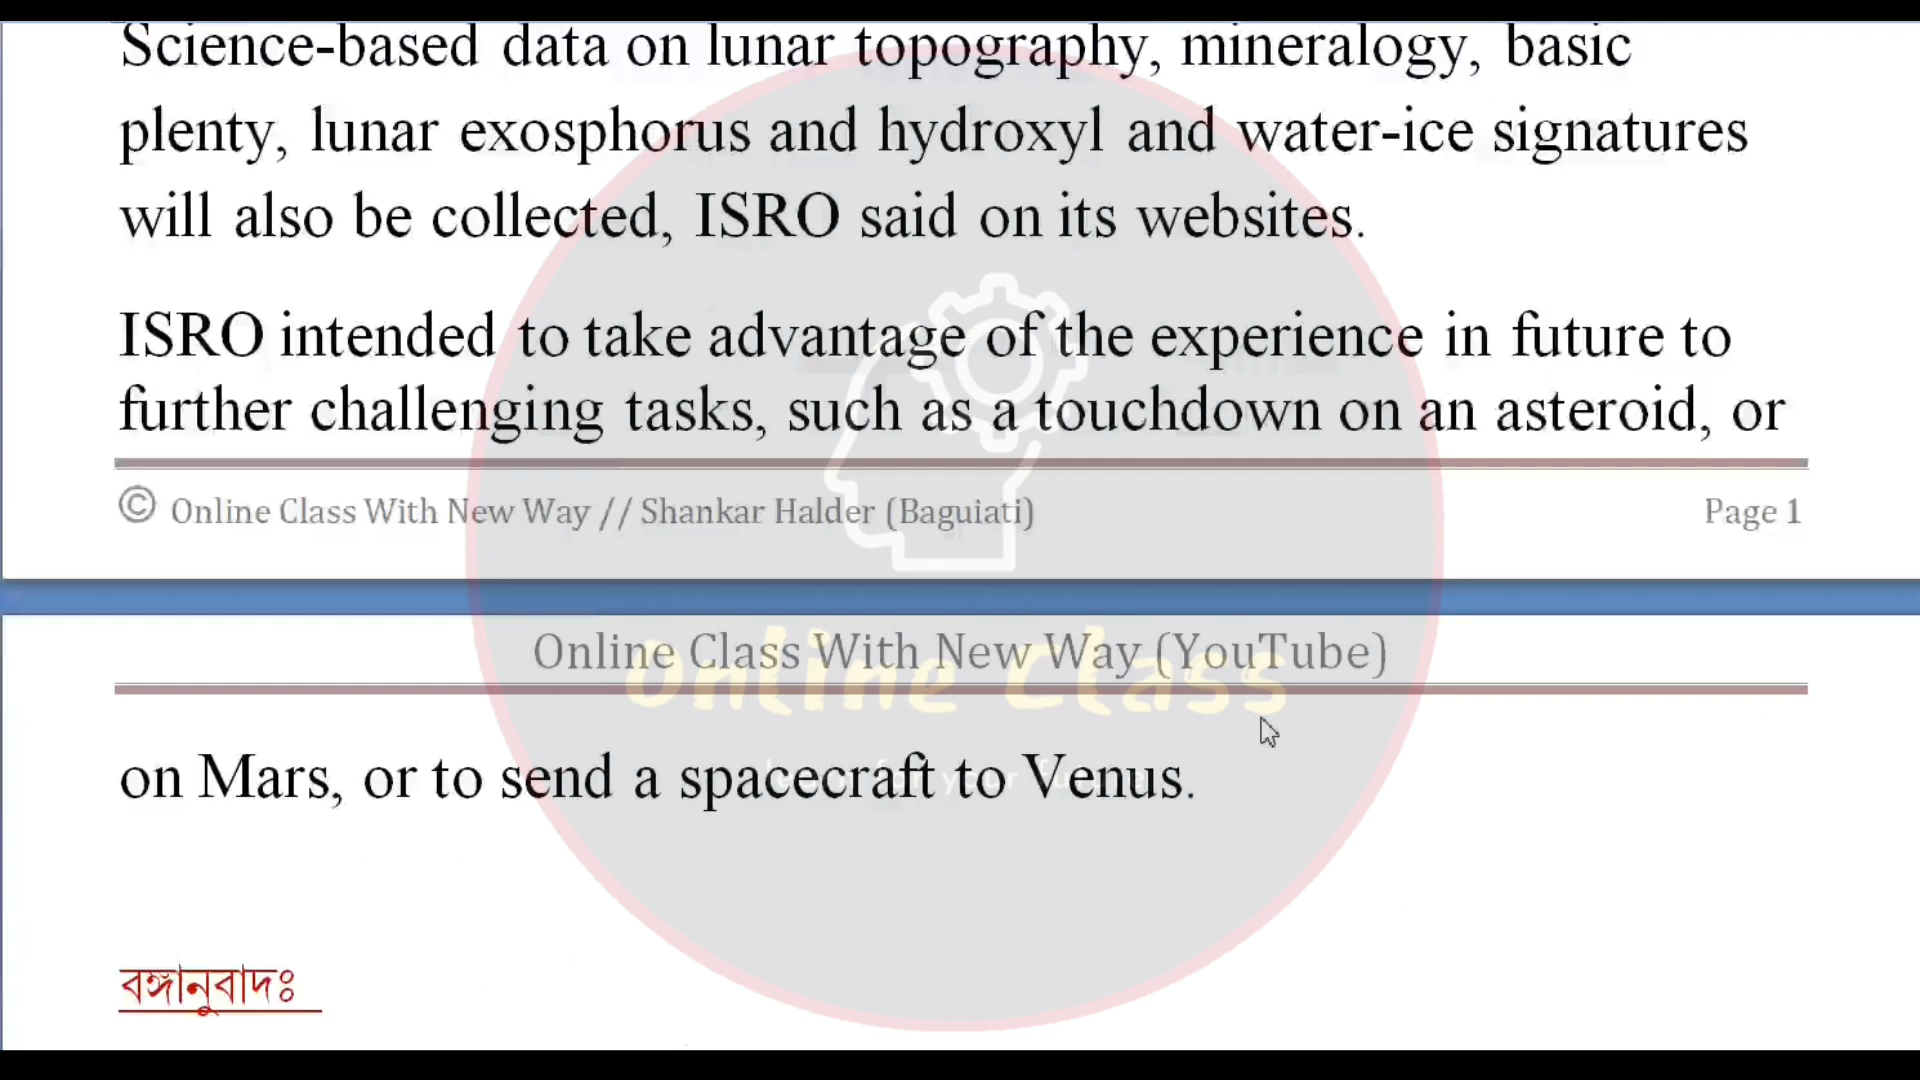 Science-based data on lunar topography, mineralogy, basic
plenty, lunar exosphorus and hydroxyl and water-ice signatures
will also be collected, ISRO said on its websites.
ISRO intended to take advantage of the experience in future to
further challenging tasks, such as a touchdown on an asteroid, or
© Online Class With New Way // Shankar Halder (Baguiati) Page 1
Online Class With New Way (YouTube)
Online Class
on Mars, or to send a spacecraft to Venus.
বঙ্গানুবাদঃ